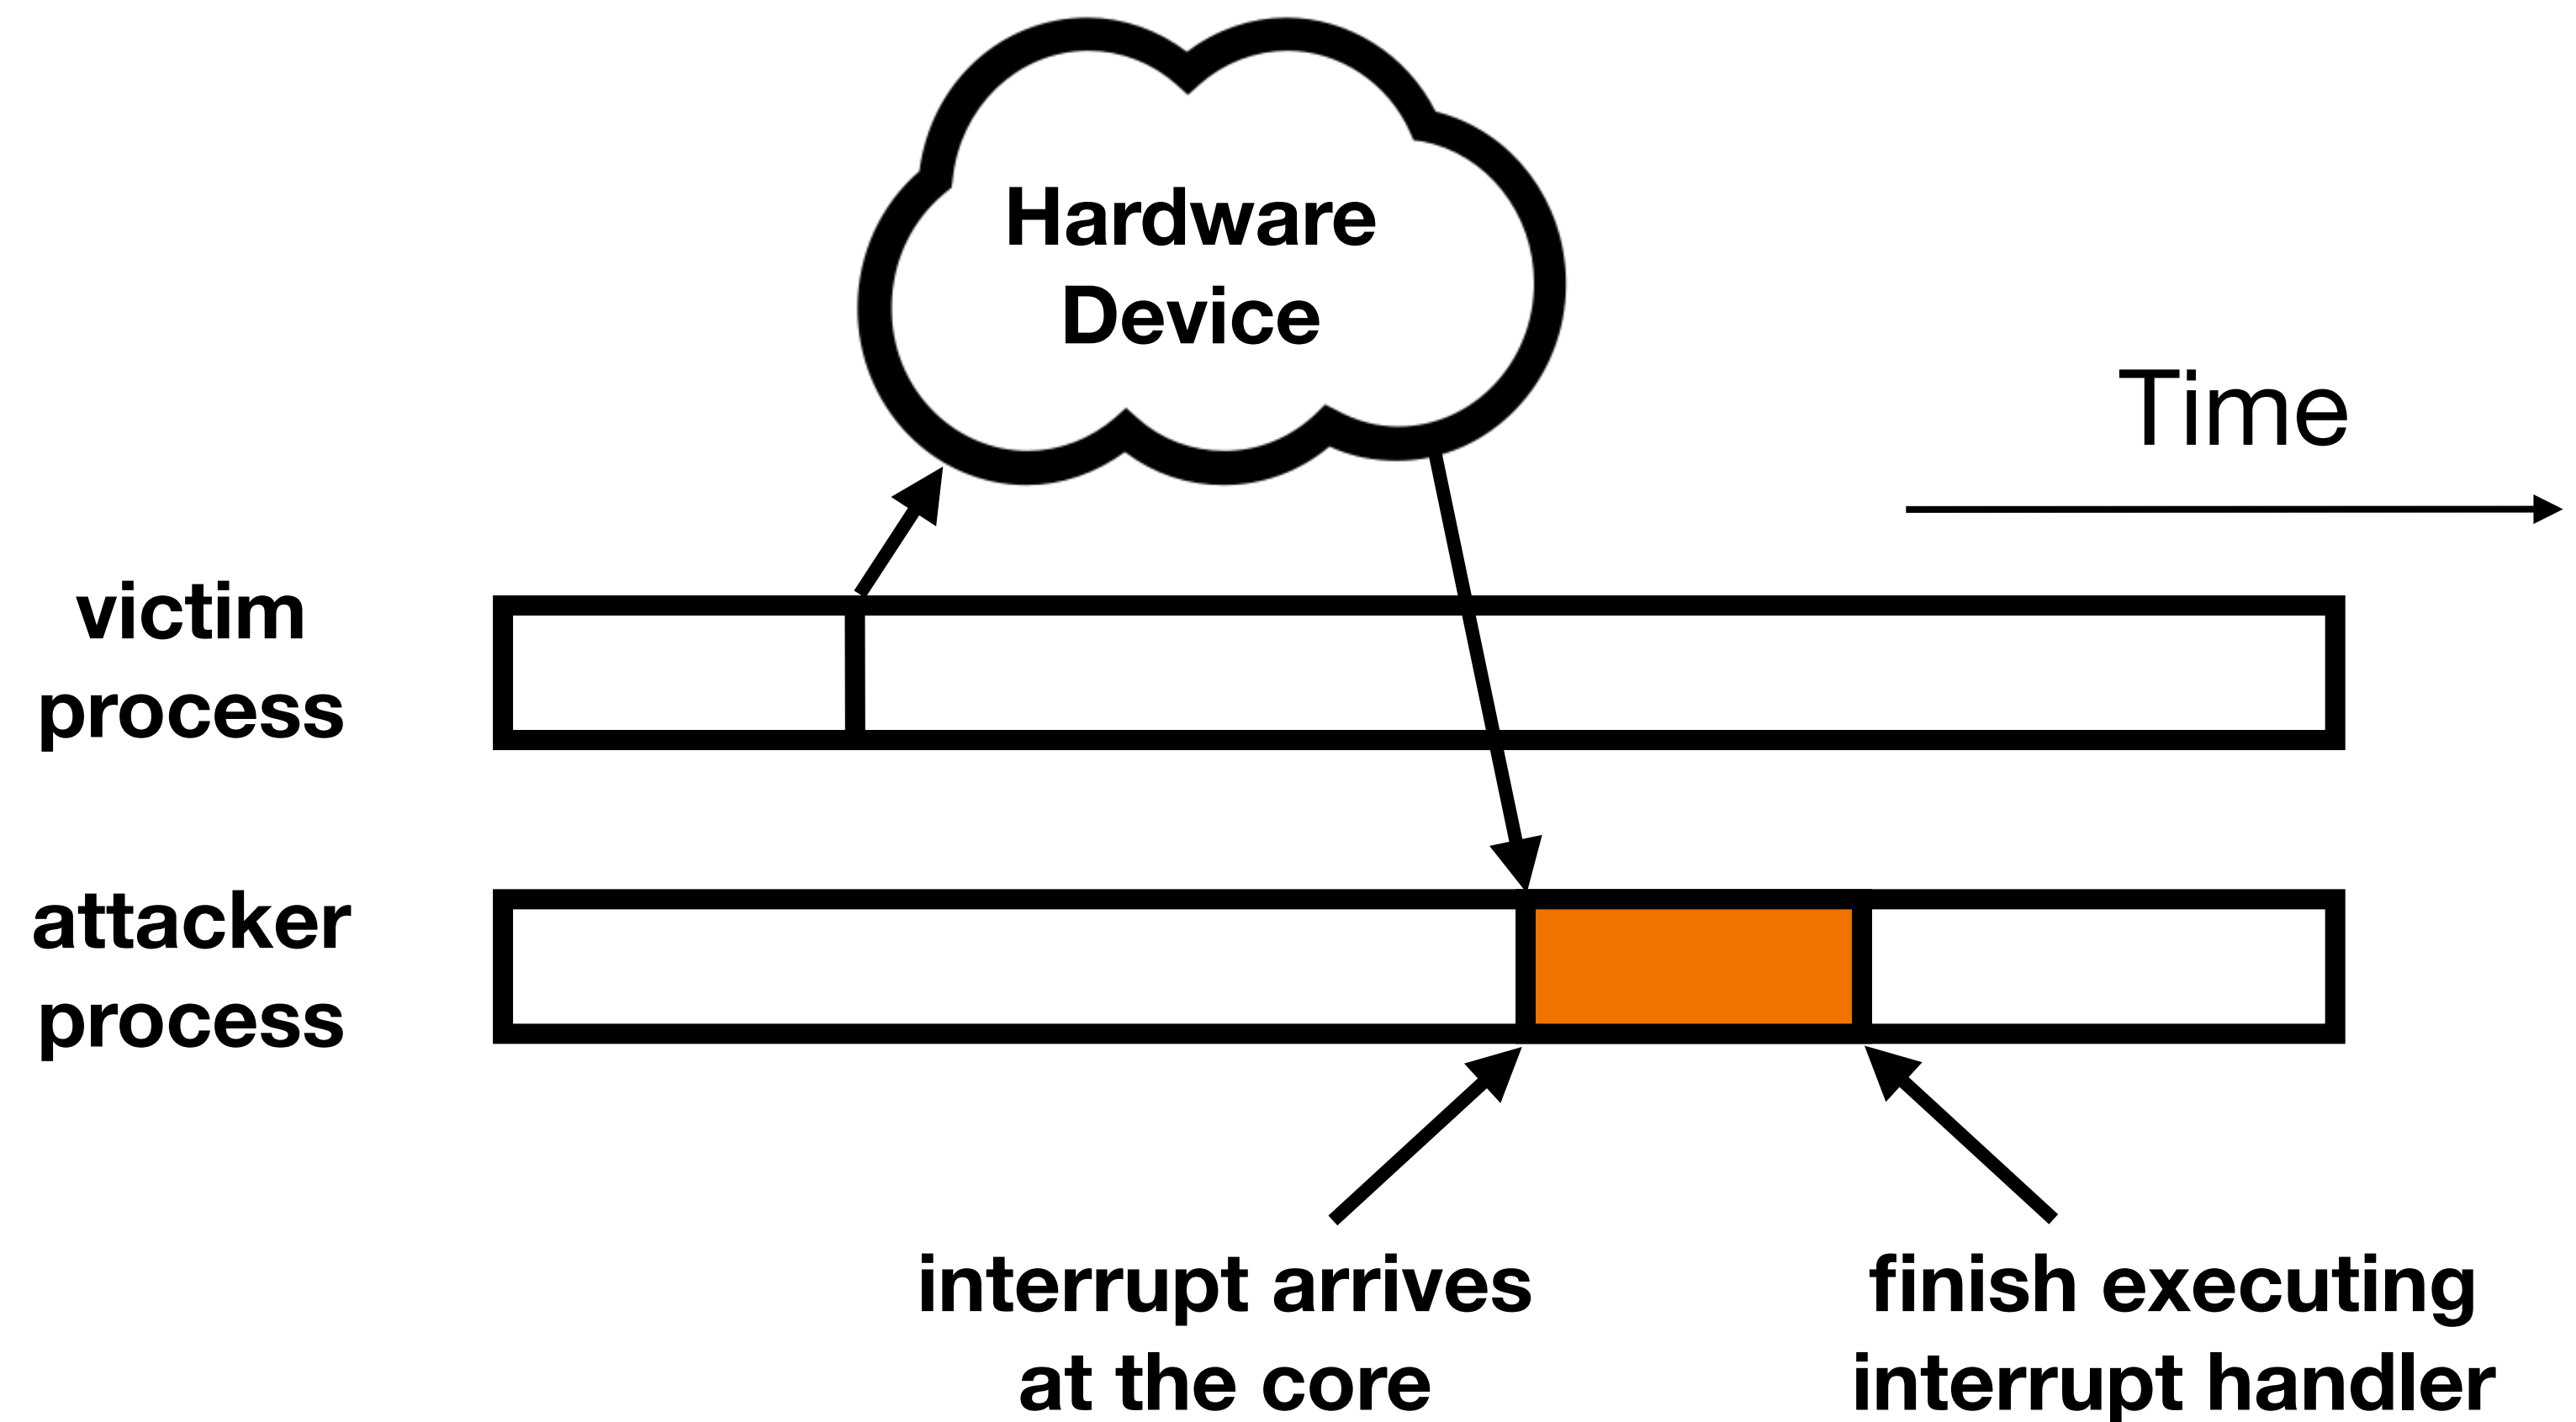 Hardware
Device
Time
victim
process
attacker
process
interrupt arrives
at the core
finish executing
interrupt handler